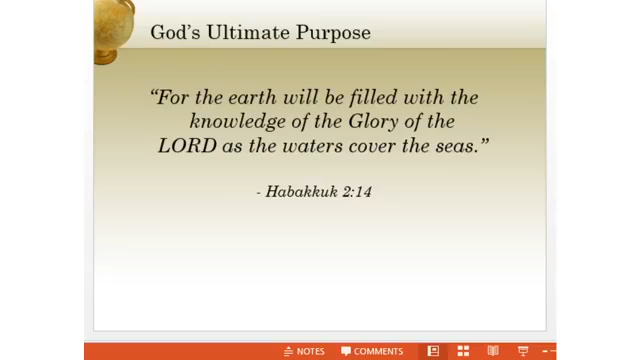 God’s Ultimate Purpose
“For the earth will be filled with the
knowledge of the Glory of the
LORD as the waters cover the seas.”
- Habakkuk 2:14
NOTES COMMENTS